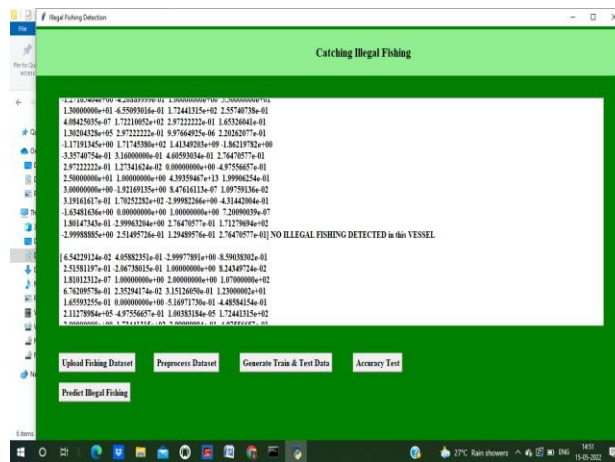 Illegal Fishing Detection
File
Catching Illegal Fishing
1.30000000e+01 -6.55093016e-01 1.72441315e+02 2.55740738e-01
4.08425035e-07 1.72210052e+02 2.97222222e-01 1.65326041e-01
1.30204328e+05 2.97222222e-01 9.97664925e-06 2.20262077e-01
-1.17191345e+00 1.71745380e+02 1.41349203e+09 -1.86219782e+00
-3.35740754e-01 3.16000000e-01 4.60593034e-01 2.76470577e-01
2.97222222e-01 1.27341624e-02 0.00000000e+00 -4.97556657e-01
2.50000000e+01 1.00000000e+00 4.39359467e+13 1.99906254e-01
3.00000000e+00 -1.92169135e+00 8.47616113e-07 1.09759136e-02
3.19161617e-01 1.70252282e+02 -2.99982266e+00 -4.31442004e-01
-1.63481636e+00 0.00000000e+00 1.00000000e+00 7.20090039e-07
1.80147343e-01 -2.99963204e+00 2.76470577e-01 1.71279694e+02
-2.99988885e+00 2.51495726e-01 1.29489576e-01 2.76470577e-01] NO ILLEGAL FISHING DETECTED in this VESSEL
[ 6.54229124e-02 4.05882351e-01 -2.99977891e+00 -8.59038302e-01
2.51581197e-01 -2.06738015e-01 1.00000000e+00 8.24349724e-02
1.81012312e-07 1.00000000e+00 2.00000000e+00 1.07000000e+02
6.76209578e-01 2.35294174e-02 3.15126050e-01 1.23000002e+01
1.65593255e-01 0.00000000e+00 -5.16971730e-01 -4.48584154e-01
2.11278984e+05 -4.97556657e-01 1.00383184e-05 1.72441315e+02
Upload Fishing Dataset
Preprocess Dataset
Generate Train & Test Data
Accuracy Test
Predict Illegal Fishing
6 items
27°C Rain showers
ENG
14:51
15-05-2022